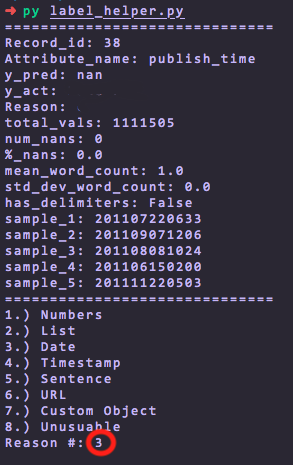 ➜ py label_helper.py
==============================
Record_id: 38
Attribute_name: publish_time
y_pred: nan
y_act:
Reason:
total_vals: 1111505
num_nans: 0
%_nans: 0.0
mean_word_count: 1.0
std_dev_word_count: 0.0
has_delimiters: False
sample_1: 201107220633
sample_2: 201109071206
sample_3: 201108081024
sample_4: 201106150200
sample_5: 201111220503
==============================
1.) Numbers
2.) List
3.) Date
4.) Timestamp
5.) Sentence
6.) URL
7.) Custom Object
8.) Unusuable
Reason #: 3